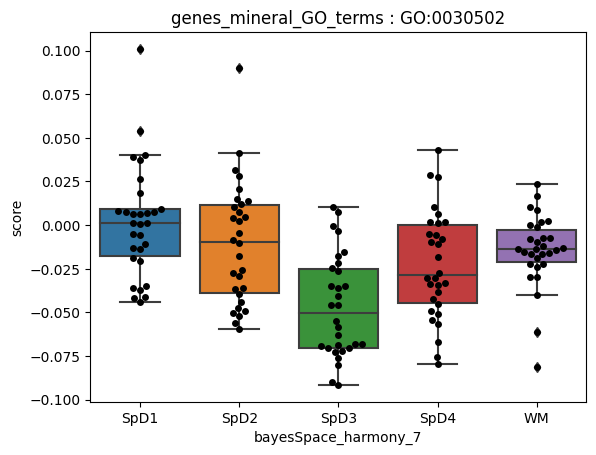 genes_mineral_GO_terms : GO:0030502
0.100
0.075
0.050
0.025
0.000
−0.025
−0.050
−0.075
−0.100
score
SpD1 SpD2 SpD3 SpD4 WM
bayesSpace_harmony_7